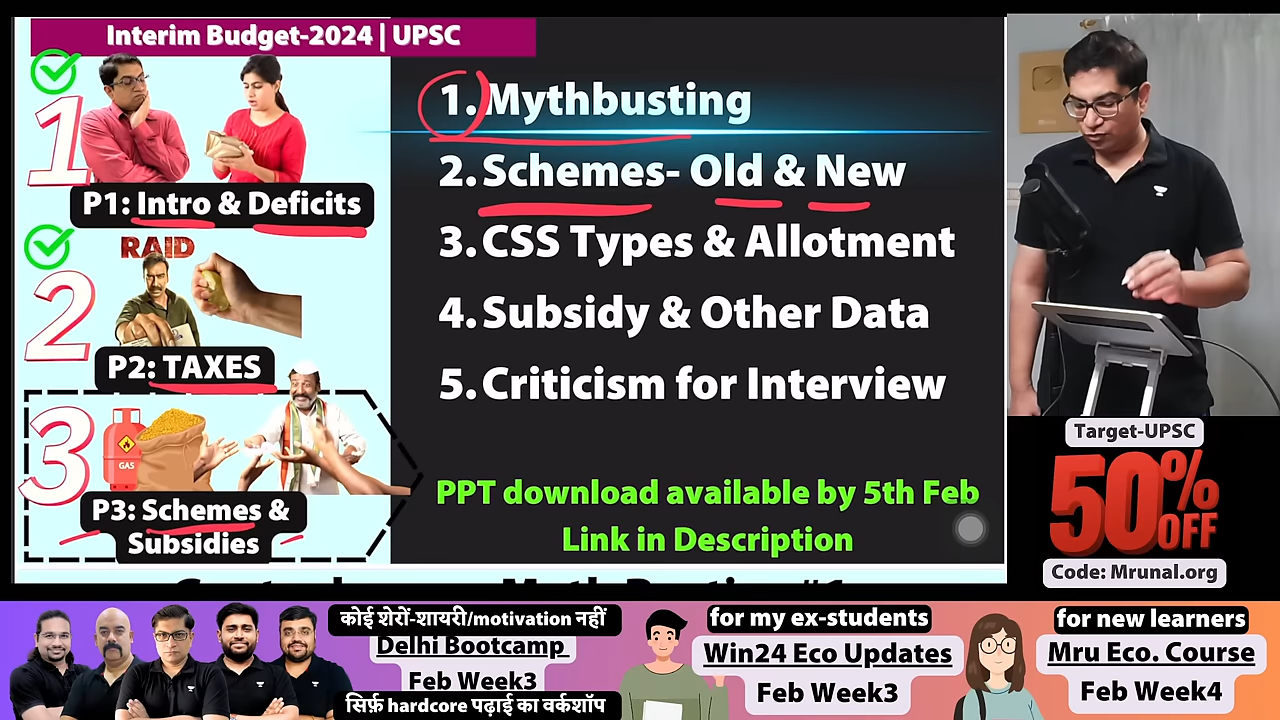 Interim Budget-2024 | UPSC
1
P1: Intro & Deficits
RAID
2
P2: TAXES
3
GAS
P3: Schemes &
Subsidies
1. Mythbusting
2. Schemes- Old & New
3. CSS Types & Allotment
4. Subsidy & Other Data
5. Criticism for Interview
PPT download available by 5th Feb
Link in Description
Target-UPSC
50% OFF
Code: Mrunal.org
कोई शेरों-शायरी/motivation नहीं
Delhi Bootcamp
Feb Week3
सिर्फ़ hardcore पढ़ाई का वर्कशॉप
for my ex-students
Win24 Eco Updates
Feb Week3
for new learners
Mru Eco. Course
Feb Week4